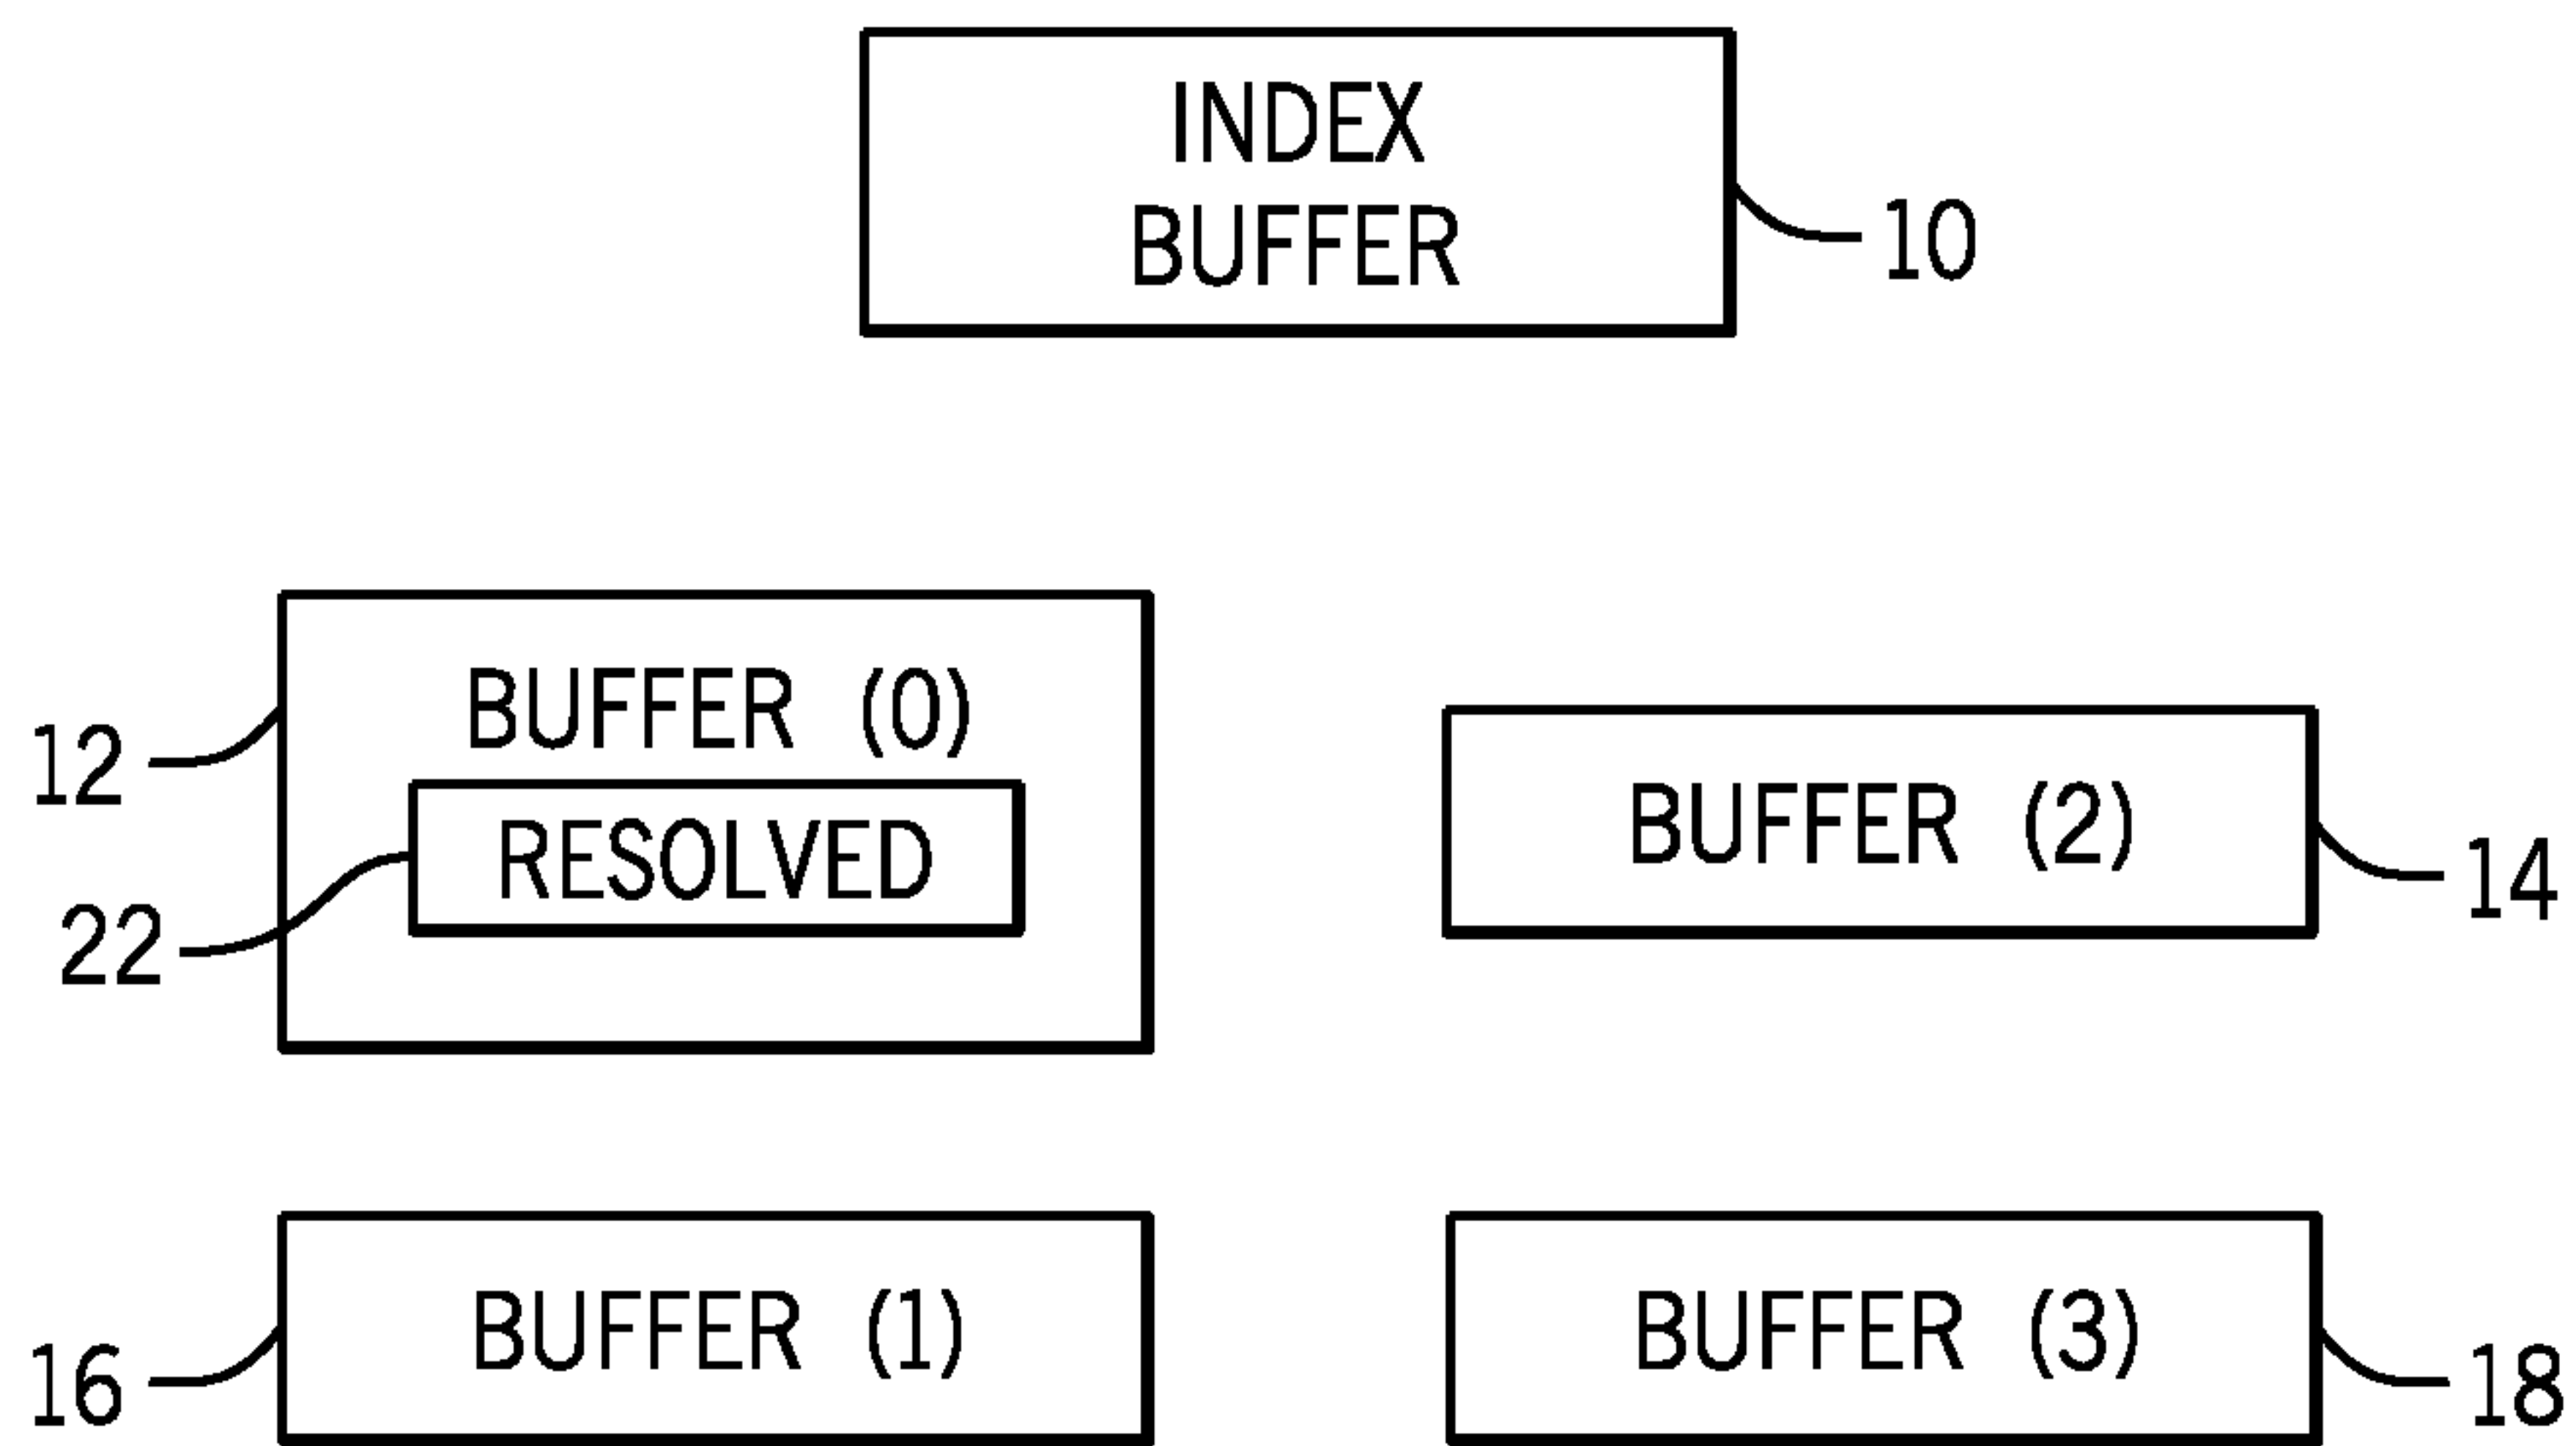 INDEX
BUFFER
10
BUFFER (0)
12
RESOLVED
22
BUFFER (2)
14
BUFFER (1)
16
BUFFER (3)
18